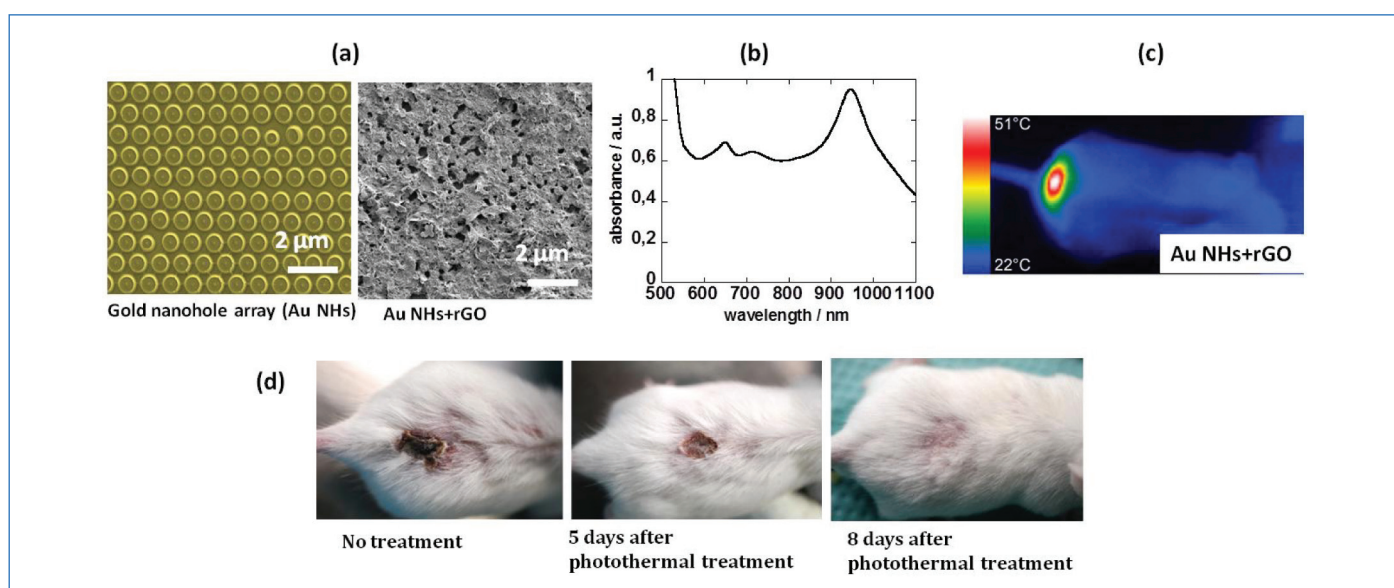 (a)
2 μm
Gold nanohole array (Au NHs)
2 μm
Au NHs+rGO
(b)
1
0,8
0,6
0,4
0,2
0
absorbance / a.u.
500 600 700 800 900 1000 1100
wavelength / nm
(c)
51°C
22°C
Au NHs+rGO
(d)
No treatment
5 days after
photothermal treatment
8 days after
photothermal treatment